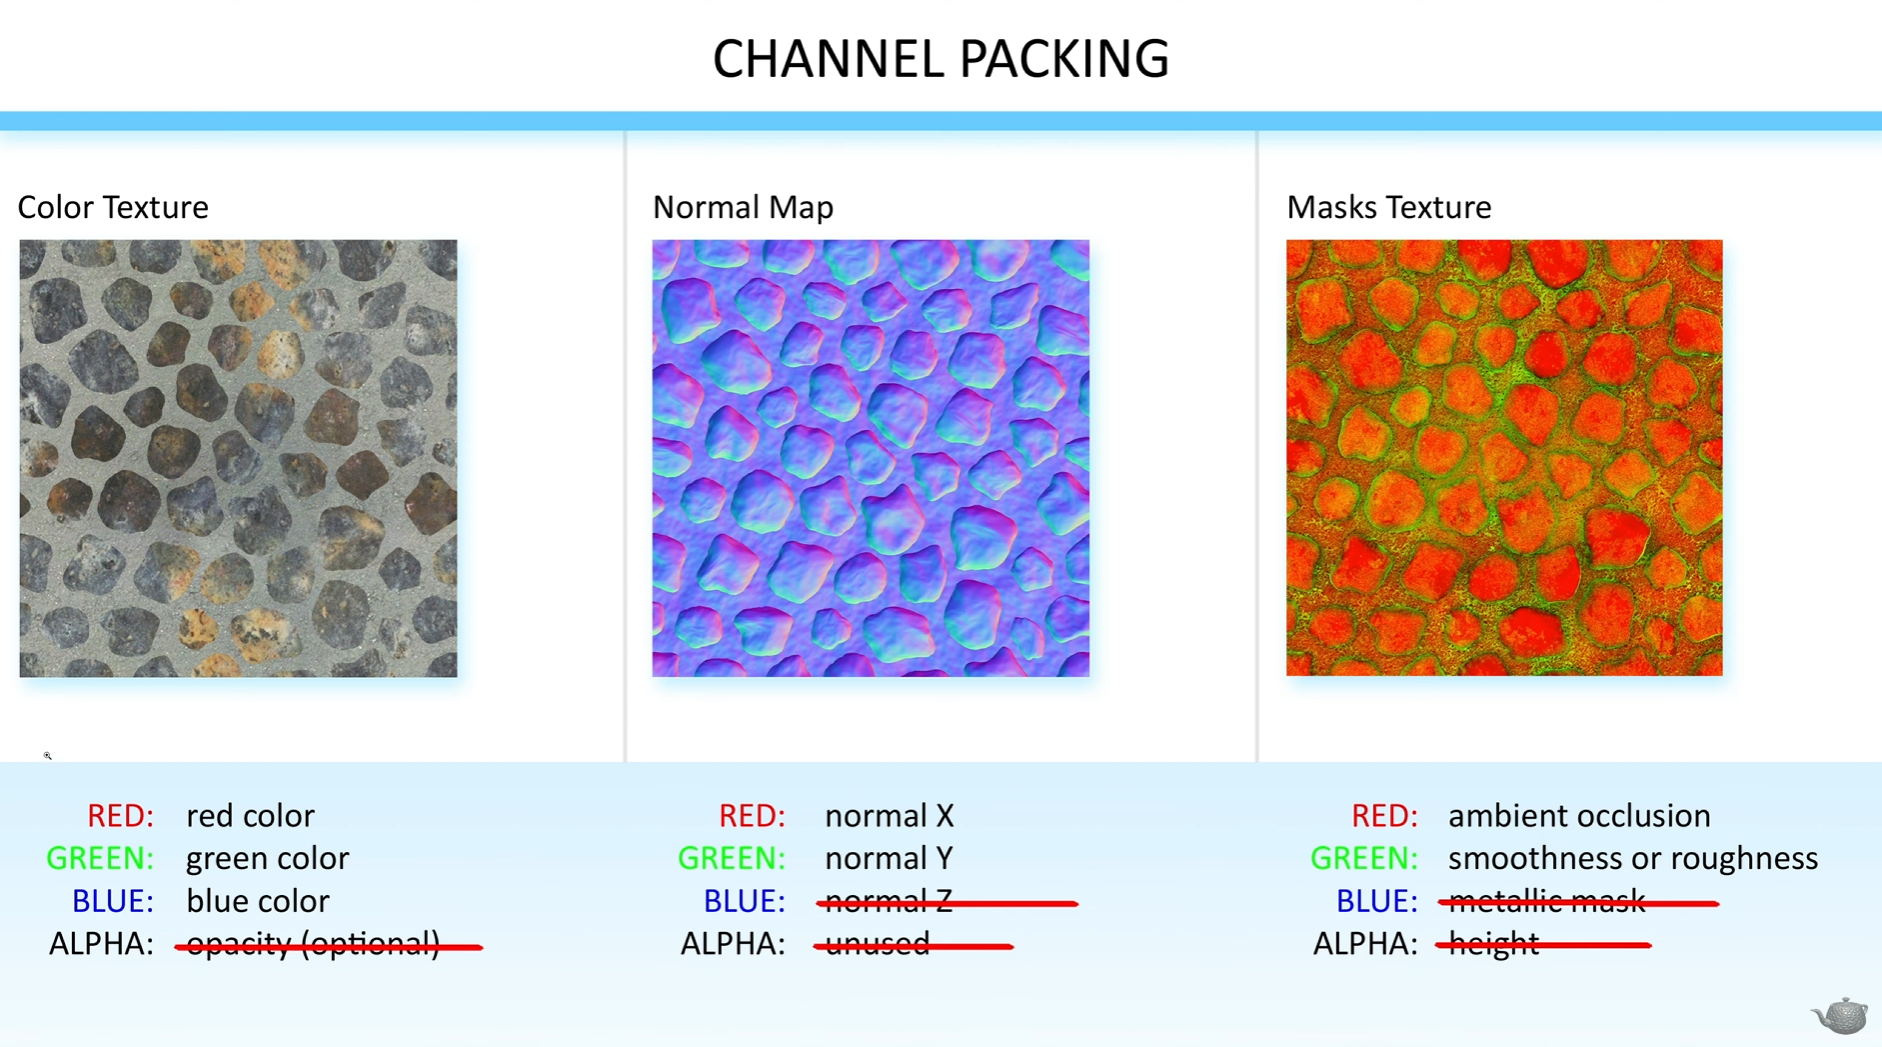 CHANNEL PACKING
Color Texture
RED: red color
GREEN: green color
BLUE: blue color
ALPHA: opacity (optional)
Normal Map
RED: normal X
GREEN: normal Y
BLUE: normal Z
ALPHA: unused
Masks Texture
RED: ambient occlusion
GREEN: smoothness or roughness
BLUE: metallic mask
ALPHA: height